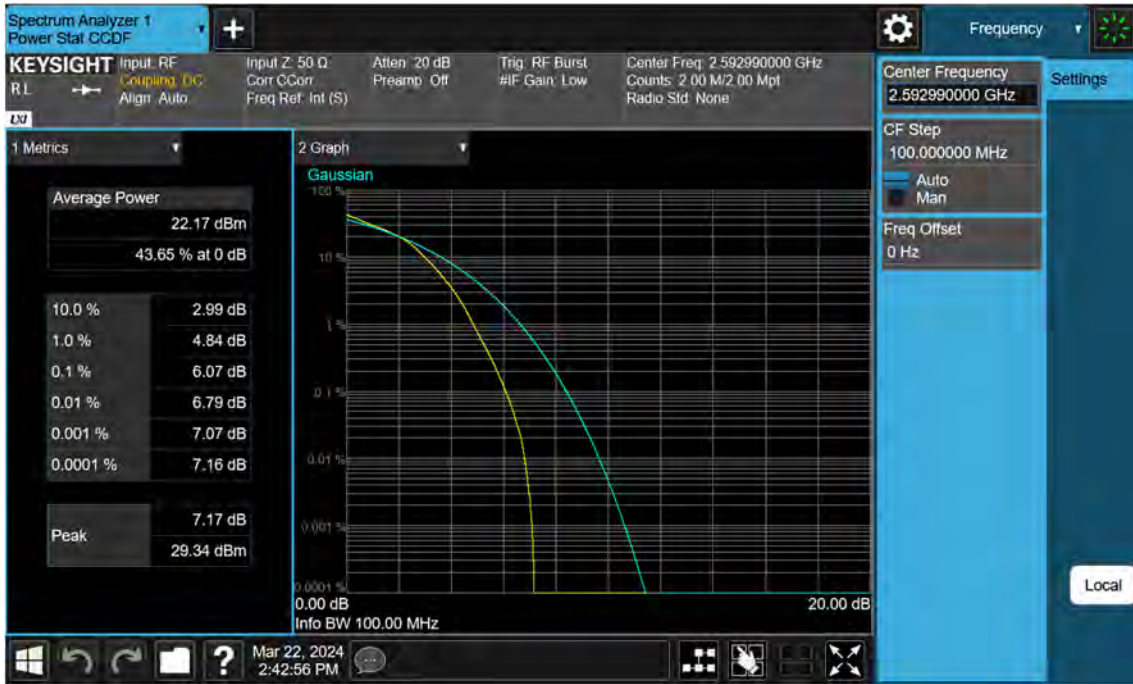 Spectrum Analyzer 1
Power Stat CCDF
+
Frequency
KEYSIGHT
R L
LXI
Input: RF
Coupling: DC
Align: Auto
Input Z: 50 Ω
Corr CCorr
Freq Ref: Int (S)
Atten: 20 dB
Preamp: Off
Trig: RF Burst
#IF Gain: Low
Center Freq: 2.592990000 GHz
Counts: 2.00 M/2.00 Mpt
Radio Std: None
Center Frequency
2.592990000 GHz
Settings
CF Step
100.000000 MHz
Auto
Man
Freq Offset
0 Hz
Local
1 Metrics
Average Power
22.17 dBm
43.65 % at 0 dB
10.0 % 2.99 dB
1.0 % 4.84 dB
0.1 % 6.07 dB
0.01 % 6.79 dB
0.001 % 7.07 dB
0.0001 % 7.16 dB
Peak
7.17 dB
29.34 dBm
2 Graph
Gaussian
100 %
10 %
1 %
0.1 %
0.01 %
0.001 %
0.0001 %
0.00 dB 20.00 dB
Info BW 100.00 MHz
?
Mar 22, 2024
2:42:56 PM